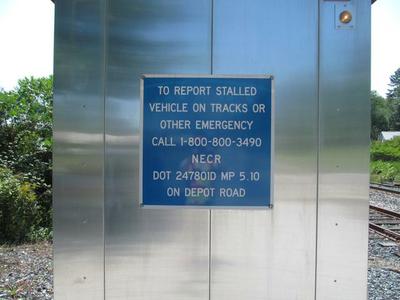 TO REPORT STALLED
VEHICLE ON TRACKS OR
OTHER EMERGENCY
CALL 1-800-800-3490
NECR
DOT 247801D MP 5.10
ON DEPOT ROAD